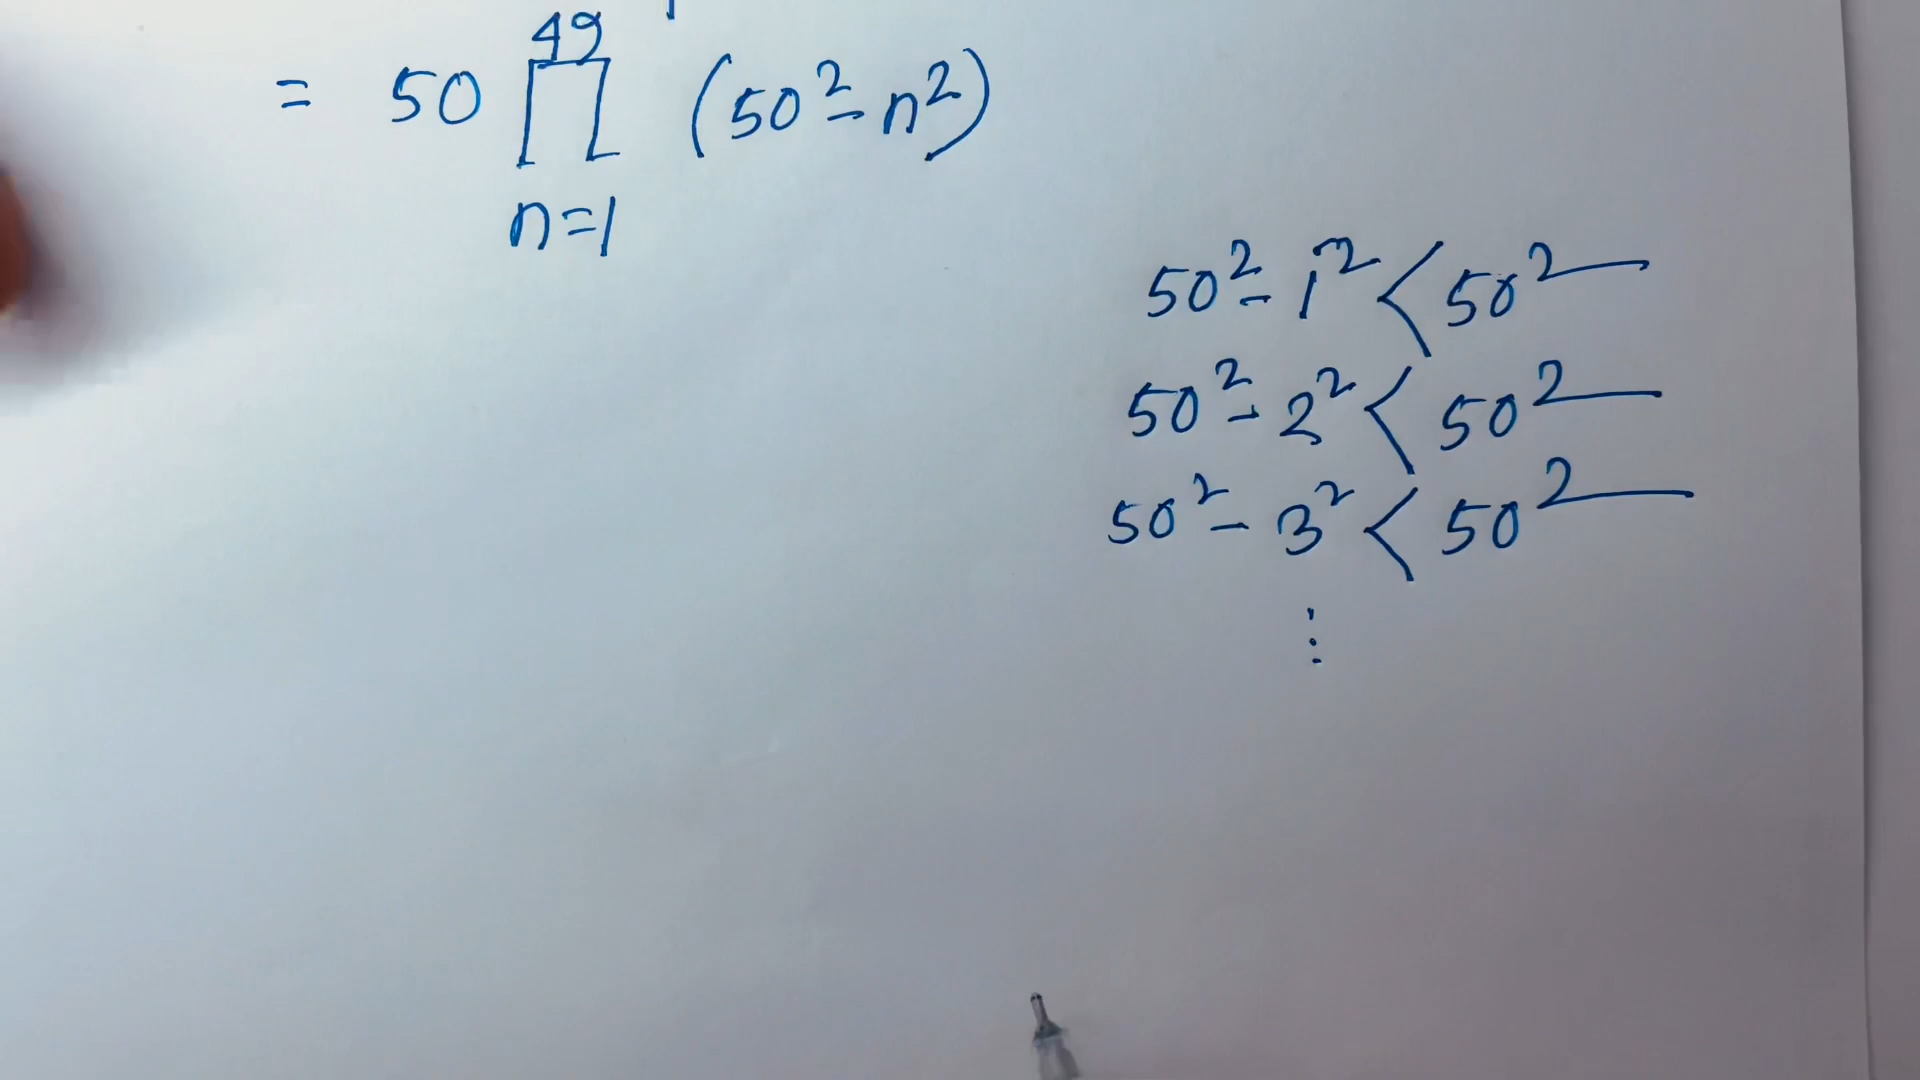 49
= 50 ∏ (50² - n²)
n=1
50² - 1² < 50²
50² - 2² < 50²
50² - 3² < 50²
⋮